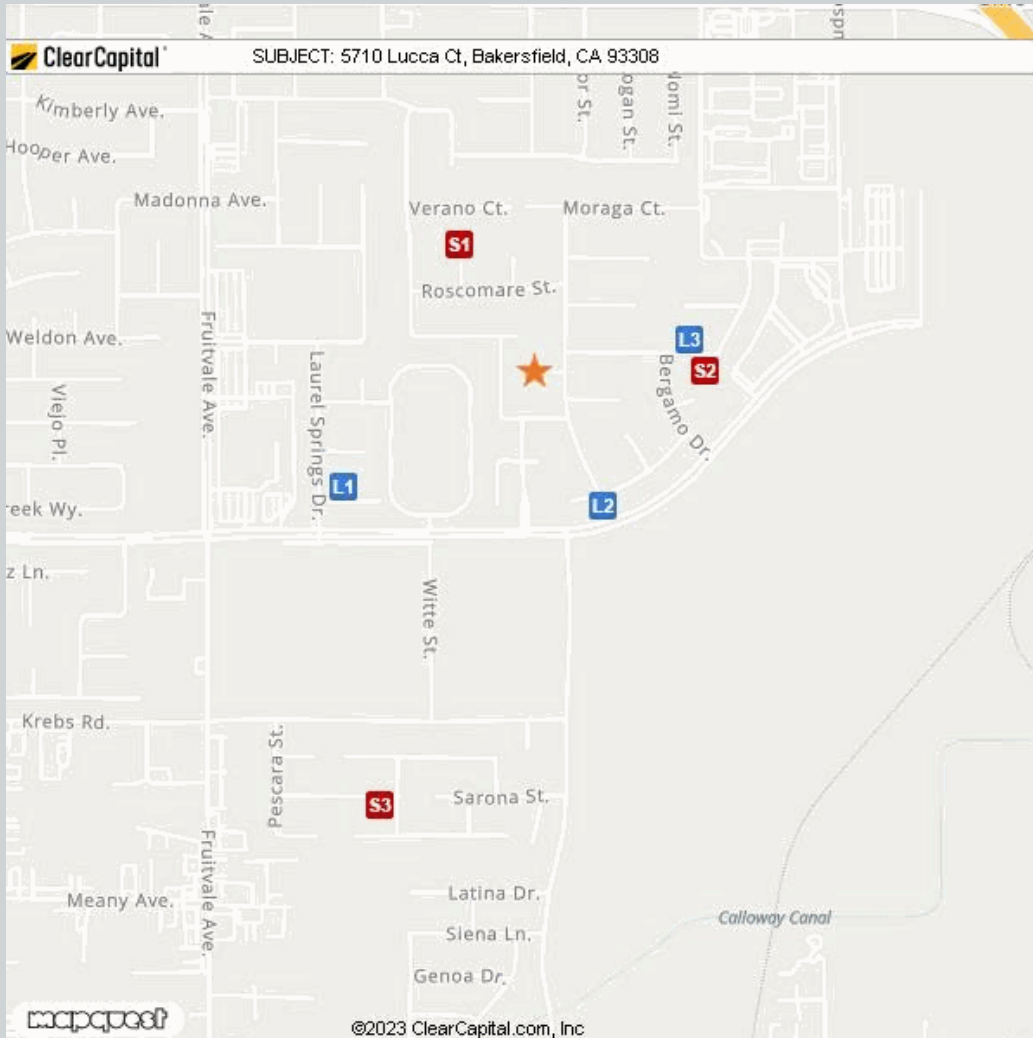 ClearCapital
SUBJECT: 5710 Lucca Ct, Bakersfield, CA 93308
Kimberly Ave.
Hooper Ave.
Madonna Ave.
Verano Ct.
Moraga Ct.
S1
Roscomare St.
Weldon Ave.
Fruitvale Ave.
Laurel Springs Dr.
L3
S2
Bergamo Dr.
Viejo Pl.
L1
L2
reek Wy.
z Ln.
Witte St.
Krebs Rd.
Pescara St.
S3
Sarona St.
Fruitvale Ave.
Meany Ave.
Latina Dr.
Calloway Canal
Siena Ln.
Genoa Dr.
mapquest
©2023 ClearCapital.com, Inc